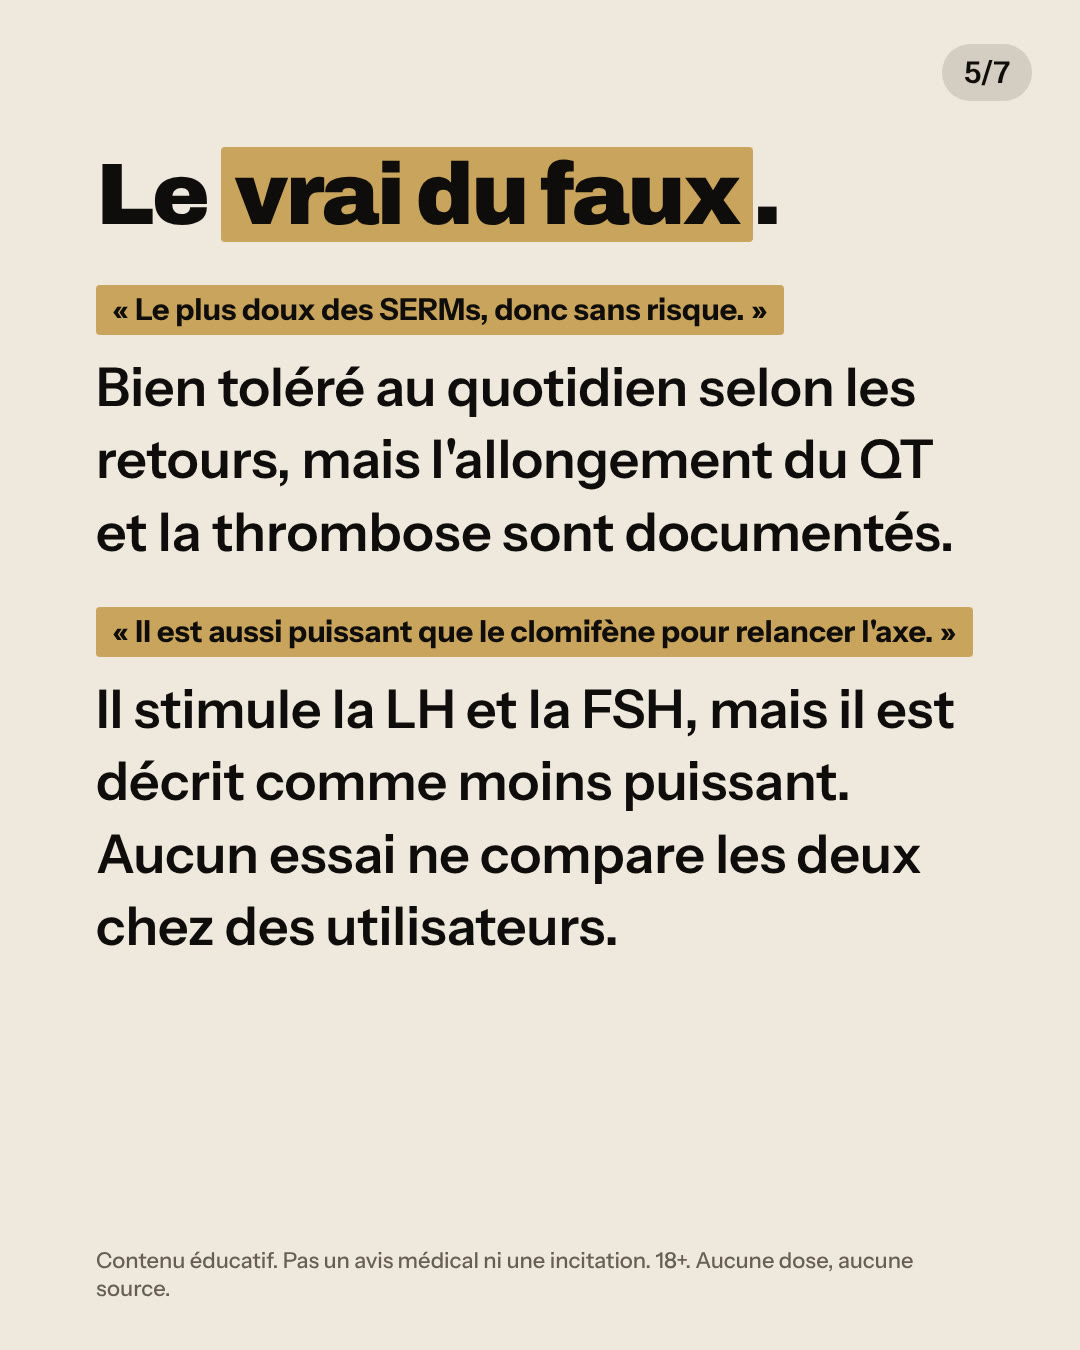 5/7
Le vrai du faux.
« Le plus doux des SERMs, donc sans risque. »
Bien toléré au quotidien selon les
retours, mais l'allongement du QT
et la thrombose sont documentés.
« Il est aussi puissant que le clomifène pour relancer l'axe. »
Il stimule la LH et la FSH, mais il est
décrit comme moins puissant.
Aucun essai ne compare les deux
chez des utilisateurs.
Contenu éducatif. Pas un avis médical ni une incitation. 18+. Aucune dose, aucune
source.